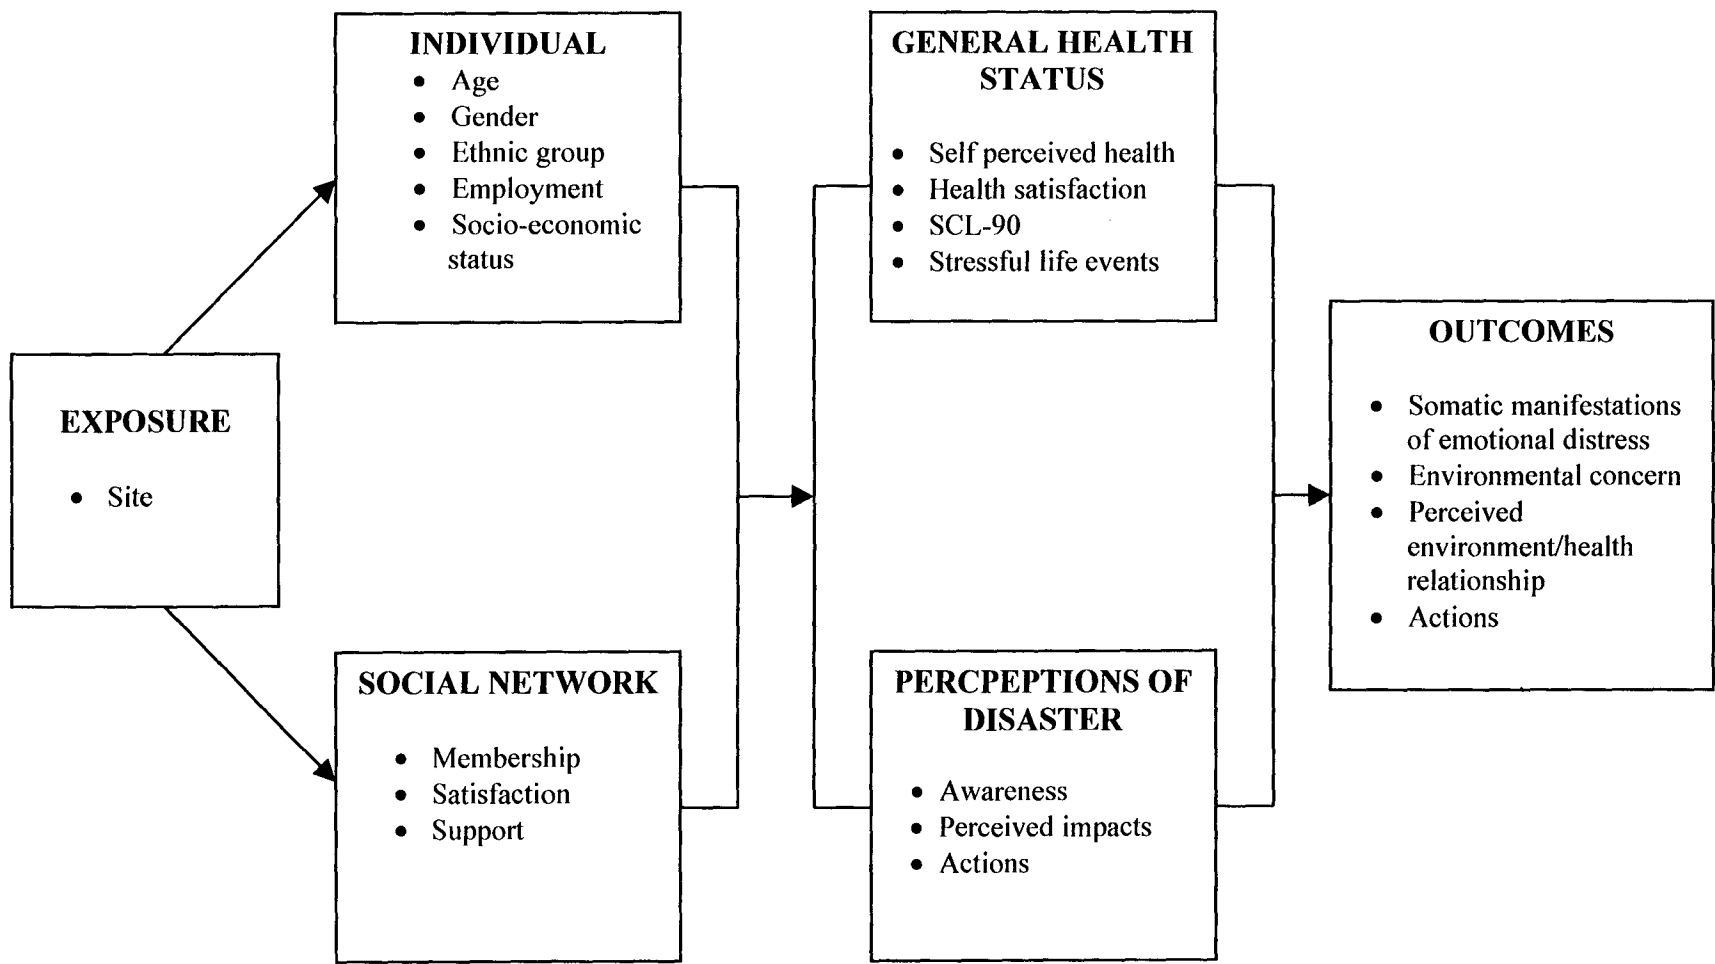 INDIVIDUAL
• Age
• Gender
• Ethnic group
• Employment
• Socio-economic
status
GENERAL HEALTH
STATUS
• Self perceived health
• Health satisfaction
• SCL-90
• Stressful life events
EXPOSURE
• Site
OUTCOMES
• Somatic manifestations
of emotional distress
• Environmental concern
• Perceived
environment/health
relationship
• Actions
SOCIAL NETWORK
• Membership
• Satisfaction
• Support
PERCPEPTIONS OF
DISASTER
• Awareness
• Perceived impacts
• Actions